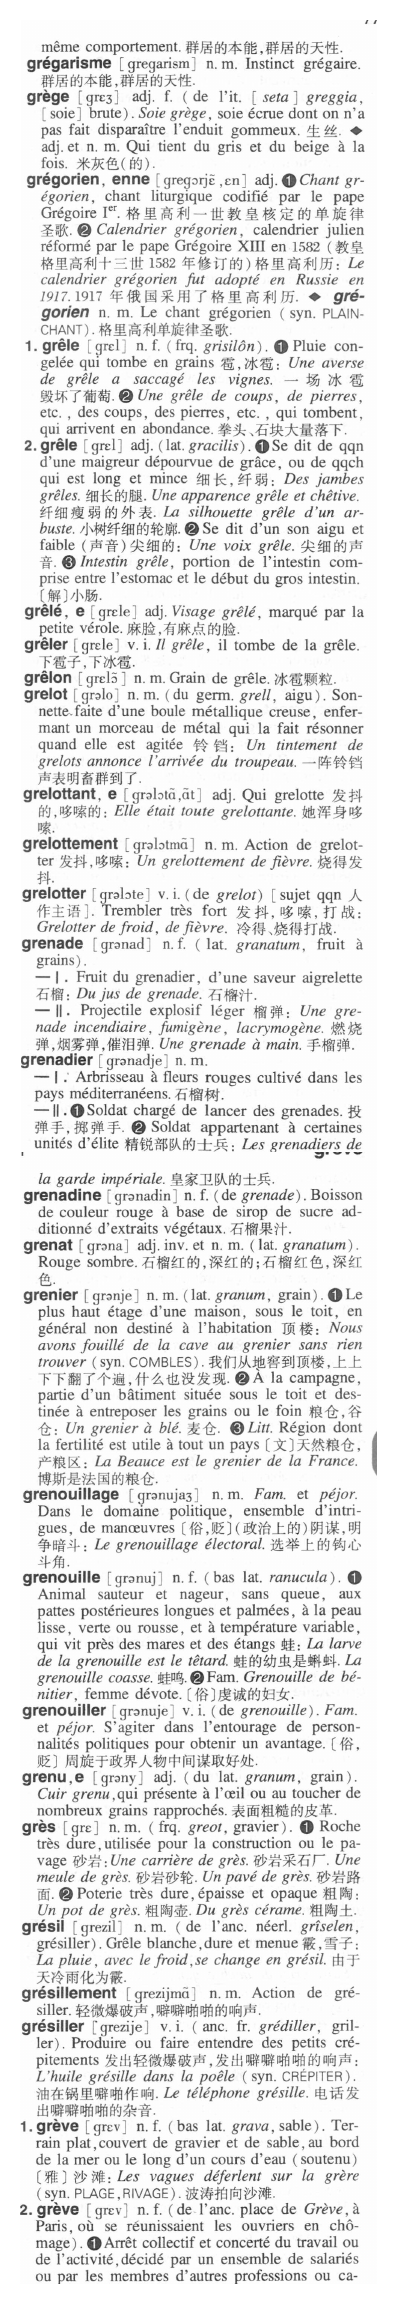 même comportement. 群居的本能,群居的天性.
grégarisme [gregarism] n. m. Instinct grégaire.
群居的本能,群居的天性.
grège [grɛʒ] adj. f. (de l'it. [seta] greggia,
[soie] brute). Soie grège, soie écrue dont on n'a
pas fait disparaître l'enduit gommeux. 生丝. ◆
adj. et n. m. Qui tient du gris et du beige à la
fois. 米灰色(的).
grégorien, enne [gregɔrjɛ̃,ɛn] adj. ❶ Chant gr-
égorien, chant liturgique codifié par le pape
Grégoire Iᵉʳ. 格里高利一世教皇核定的单旋律
圣歌. ❷ Calendrier grégorien, calendrier julien
réformé par le pape Grégoire XIII en 1582 (教皇
格里高利十三世 1582 年修订的)格里高利历: Le
calendrier grégorien fut adopté en Russie en
1917. 1917 年俄国采用了格里高利历. ◆ gré-
gorien n. m. Le chant grégorien (syn. PLAIN-
CHANT). 格里高利单旋律圣歌.
1. grêle [grɛl] n. f. (frq. grisilôn). ❶ Pluie con-
gelée qui tombe en grains 雹,冰雹: Une averse
de grêle a saccagé les vignes. 一场冰雹
毁坏了葡萄. ❷ Une grêle de coups, de pierres,
etc., des coups, des pierres, etc., qui tombent,
qui arrivent en abondance. 拳头、石块大量落下.
2. grêle [grɛl] adj. (lat. gracilis). ❶ Se dit de qqn
d'une maigreur dépourvue de grâce, ou de qqch
qui est long et mince 细长,纤弱: Des jambes
grêles. 细长的腿. Une apparence grêle et chétive.
纤细瘦弱的外表. La silhouette grêle d'un ar-
buste. 小树纤细的轮廓. ❷ Se dit d'un son aigu et
faible (声音)尖细的: Une voix grêle. 尖细的声
音. ❸ Intestin grêle, portion de l'intestin com-
prise entre l'estomac et le début du gros intestin.
〔解〕小肠.
grêlé, e [grɛle] adj. Visage grêlé, marqué par la
petite vérole. 麻脸,有麻点的脸.
grêler [grɛle] v. i. Il grêle, il tombe de la grêle.
下雹子,下冰雹.
grêlon [grɛlɔ̃] n. m. Grain de grêle. 冰雹颗粒.
grelot [grəlo] n. m. (du germ. grell, aigu). Son-
nette faite d'une boule métallique creuse, enfer-
mant un morceau de métal qui la fait résonner
quand elle est agitée 铃铛: Un tintement de
grelots annonce l'arrivée du troupeau. 一阵铃铛
声表明畜群到了.
grelottant, e [grəlɔtɑ̃,ɑ̃t] adj. Qui grelotte 发抖
的,哆嗦的: Elle était toute grelottante. 她浑身哆
嗦.
grelottement [grəlɔtmɑ̃] n. m. Action de grelot-
ter 发抖,哆嗦: Un grelottement de fièvre. 烧得发
抖.
grelotter [grəlɔte] v. i. (de grelot) [sujet qqn 人
作主语]. Trembler très fort 发抖,哆嗦,打战:
Grelotter de froid, de fièvre. 冷得、烧得打战.
grenade [grənad] n. f. (lat. granatum, fruit à
grains).
— I. Fruit du grenadier, d'une saveur aigrelette
石榴: Du jus de grenade. 石榴汁.
— II. Projectile explosif léger 榴弹: Une gre-
nade incendiaire, fumigène, lacrymogène. 燃烧
弹,烟雾弹,催泪弹. Une grenade à main. 手榴弹.
grenadier [grənadje] n. m.
— I. Arbrisseau à fleurs rouges cultivé dans les
pays méditerranéens. 石榴树.
— II. ❶ Soldat chargé de lancer des grenades. 投
弹手,掷弹手. ❷ Soldat appartenant à certaines
unités d'élite 精锐部队的士兵: Les grenadiers de
la garde impériale. 皇家卫队的士兵.
grenadine [grənadin] n. f. (de grenade). Boisson
de couleur rouge à base de sirop de sucre ad-
ditionné d'extraits végétaux. 石榴果汁.
grenat [grəna] adj. inv. et n. m. (lat. granatum).
Rouge sombre. 石榴红的,深红的;石榴红色,深红
色.
grenier [grənje] n. m. (lat. granum, grain). ❶ Le
plus haut étage d'une maison, sous le toit, en
général non destiné à l'habitation 顶楼: Nous
avons fouillé de la cave au grenier sans rien
trouver (syn. COMBLES). 我们从地窖到顶楼,上上
下下翻了个遍,什么也没发现. ❷ À la campagne,
partie d'un bâtiment située sous le toit et des-
tinée à entreposer les grains ou le foin 粮仓,谷
仓: Un grenier à blé. 麦仓. ❸ Litt. Région dont
la fertilité est utile à tout un pays 〔文〕天然粮仓,
产粮区: La Beauce est le grenier de la France.
博斯是法国的粮仓.
grenouillage [grənujaʒ] n. m. Fam. et péjor.
Dans le domaine politique, ensemble d'intri-
gues, de manœuvres 〔俗,贬〕(政治上的)阴谋,明
争暗斗: Le grenouillage électoral. 选举上的钩心
斗角.
grenouille [grənuj] n. f. (bas lat. ranucula). ❶
Animal sauteur et nageur, sans queue, aux
pattes postérieures longues et palmées, à la peau
lisse, verte ou rousse, et à température variable,
qui vit près des mares et des étangs 蛙: La larve
de la grenouille est le têtard. 蛙的幼虫是蝌蚪. La
grenouille coasse. 蛙鸣. ❷ Fam. Grenouille de bé-
nitier, femme dévote. 〔俗〕虔诚的妇女.
grenouiller [grənuje] v. i. (de grenouille). Fam.
et péjor. S'agiter dans l'entourage de person-
nalités politiques pour obtenir un avantage. 〔俗,
贬〕周旋于政界人物中间谋取好处.
grenu, e [grəny] adj. (du lat. granum, grain).
Cuir grenu, qui présente à l'œil ou au toucher de
nombreux grains rapprochés. 表面粗糙的皮革.
grès [grɛ] n. m. (frq. greot, gravier). ❶ Roche
très dure, utilisée pour la construction ou le pa-
vage 砂岩: Une carrière de grès. 砂岩采石厂. Une
meule de grès. 砂岩砂轮. Un pavé de grès. 砂岩路
面. ❷ Poterie très dure, épaisse et opaque 粗陶:
Un pot de grès. 粗陶壶. Du grès cérame. 粗陶土.
grésil [grezil] n. m. (de l'anc. néerl. grîselen,
grésiller). Grêle blanche, dure et menue 霰,雪子:
La pluie, avec le froid, se change en grésil. 由于
天冷雨化为霰.
grésillement [grezijmɑ̃] n. m. Action de gré-
siller. 轻微爆破声,噼噼啪啪的响声.
grésiller [grezije] v. i. (anc. fr. grédiller, gril-
ler). Produire ou faire entendre des petits cré-
pitements 发出轻微爆破声,发出噼噼啪啪的响声:
L'huile grésille dans la poêle (syn. CRÉPITER).
油在锅里噼啪作响. Le téléphone grésille. 电话发
出噼噼啪啪的杂音.
1. grève [grɛv] n. f. (bas lat. grava, sable). Ter-
rain plat, couvert de gravier et de sable, au bord
de la mer ou le long d'un cours d'eau (soutenu)
〔雅〕沙滩: Les vagues déferlent sur la grère
(syn. PLAGE, RIVAGE). 波涛拍向沙滩.
2. grève [grɛv] n. f. (de l'anc. place de Grève, à
Paris, où se réunissaient les ouvriers en chô-
mage). ❶ Arrêt collectif et concerté du travail ou
de l'activité, décidé par un ensemble de salariés
ou par les membres d'autres professions ou ca-